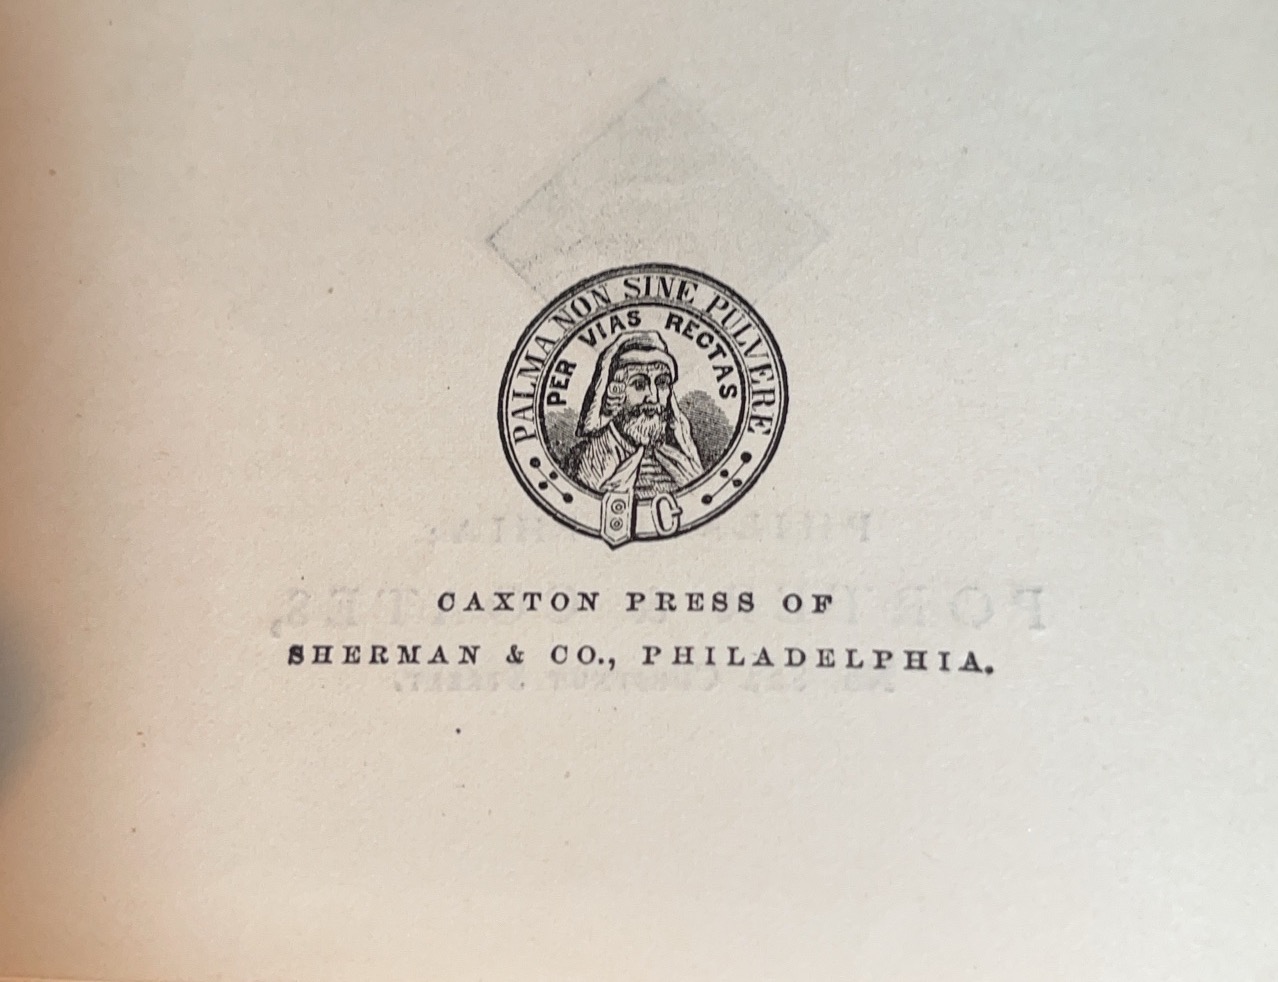 PALMA NON SINE PULVERE
PER VIAS RECTAS
CAXTON PRESS OF
SHERMAN & CO., PHILADELPHIA.